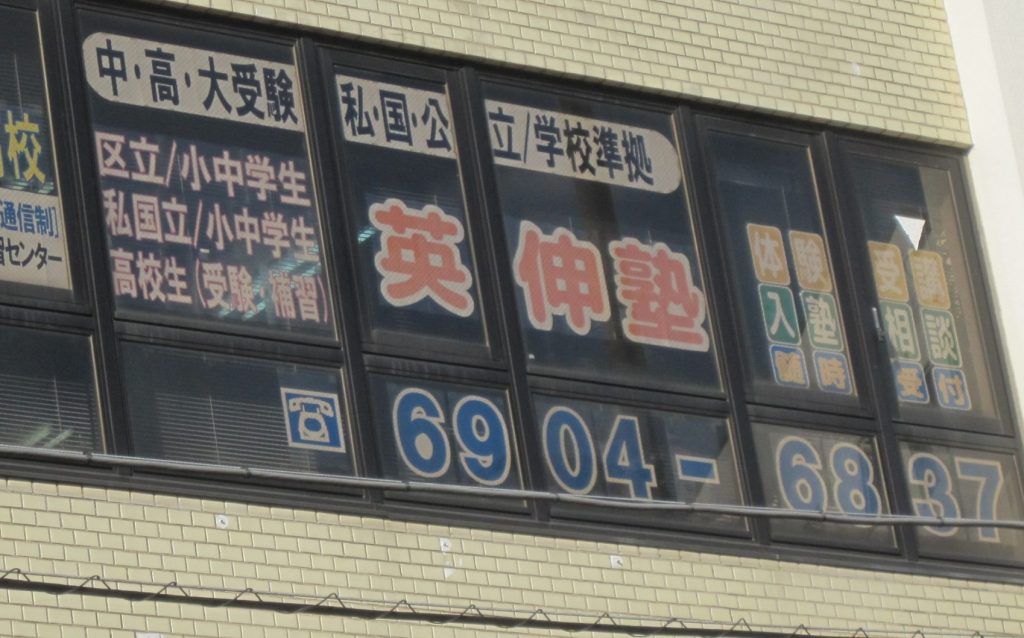 中・高・大受験
私・国・公立/学校準拠
校
通信制]
習センター
区立/小中学生
私国立/小中学生
高校生(受験・補習)
英伸塾
体験
入塾
随時
受講
相談
受付
☎ 6904-6837